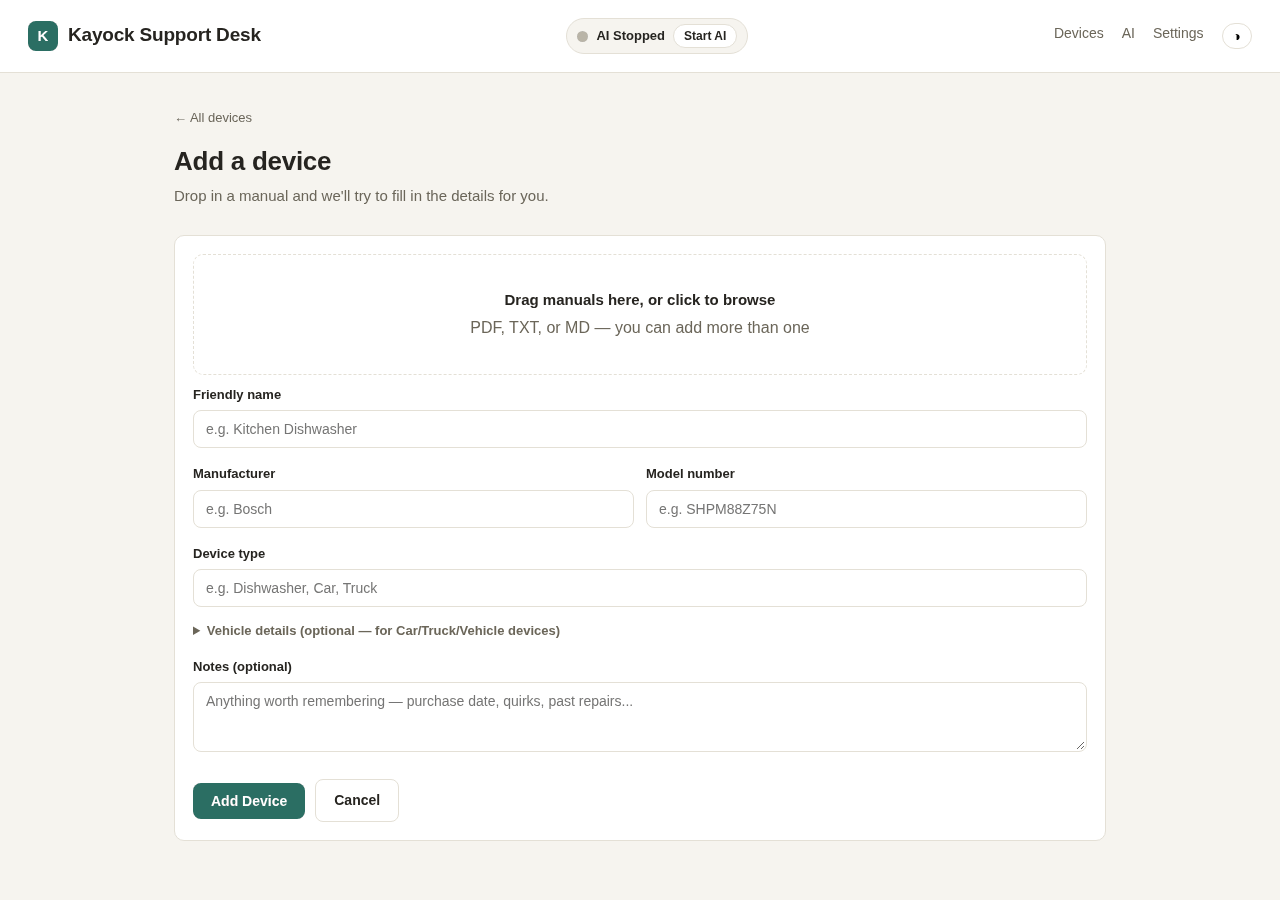 K
Kayock Support Desk
AI Stopped
Start AI
Devices
AI
Settings
← All devices
Add a device
Drop in a manual and we'll try to fill in the details for you.
Drag manuals here, or click to browse
PDF, TXT, or MD — you can add more than one
Friendly name
e.g. Kitchen Dishwasher
Manufacturer
Model number
e.g. Bosch
e.g. SHPM88Z75N
Device type
e.g. Dishwasher, Car, Truck
Vehicle details (optional — for Car/Truck/Vehicle devices)
Notes (optional)
Anything worth remembering — purchase date, quirks, past repairs...
Add Device
Cancel